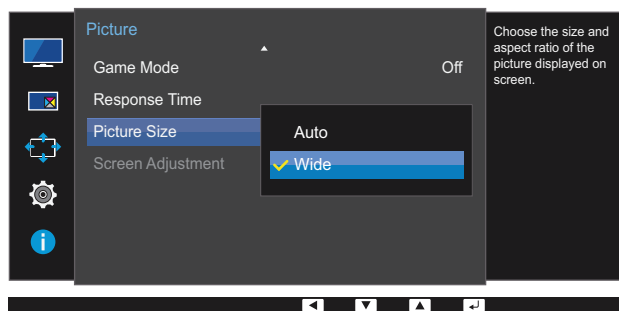 Picture
Game Mode Off
Response Time
Picture Size
Screen Adjustment
Auto
Wide
Choose the size and
aspect ratio of the
picture displayed on
screen.